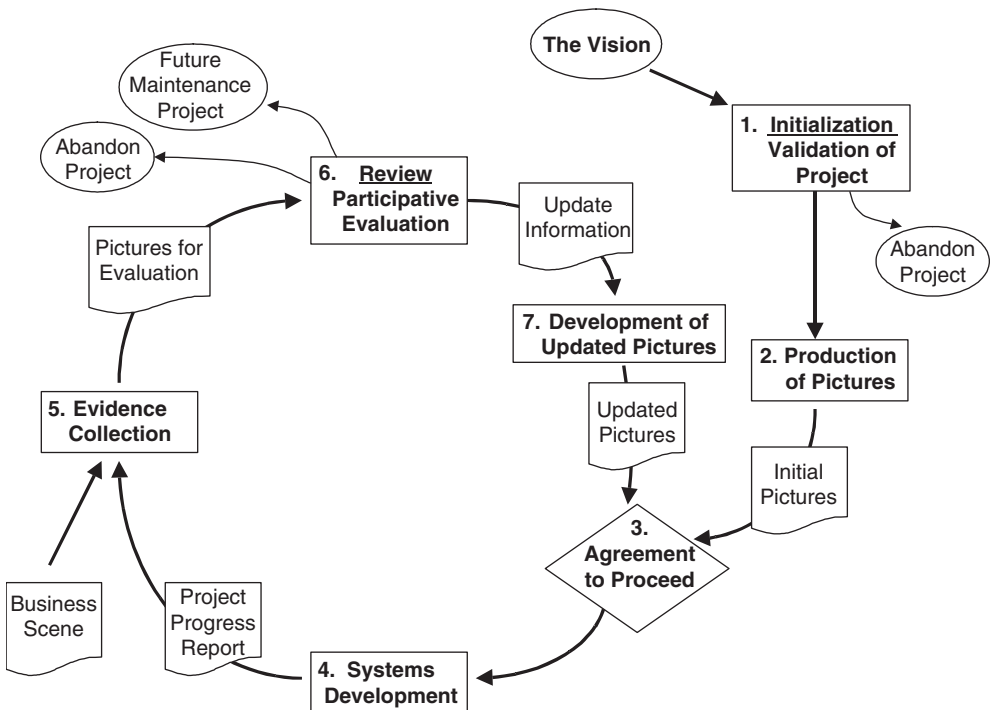 The Vision
1. Initialization
Validation of
Project
Abandon
Project
2. Production
of Pictures
Initial
Pictures
3.
Agreement
to Proceed
4. Systems
Development
Project
Progress
Report
Business
Scene
5. Evidence
Collection
Pictures for
Evaluation
6. Review
Participative
Evaluation
Future
Maintenance
Project
Abandon
Project
Update
Information
7. Development of
Updated Pictures
Updated
Pictures